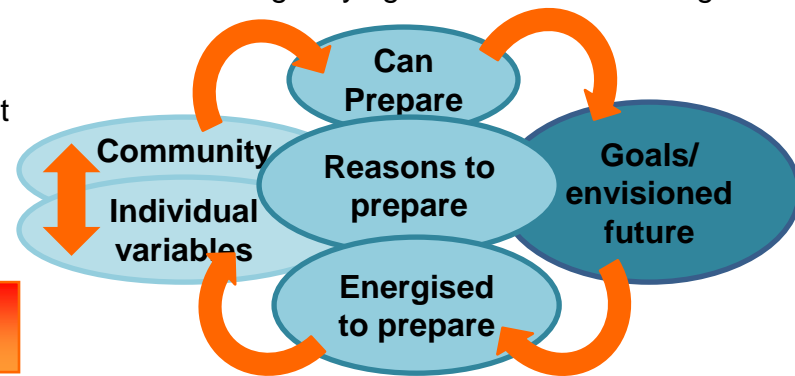 Can
Prepare
Community
Individual
variables
Reasons to
prepare
Goals/
envisioned
future
Energised
to prepare